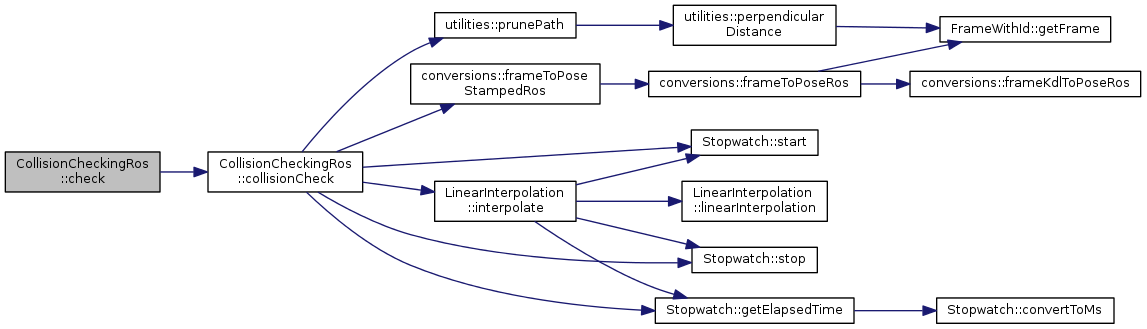 utilities::prunePath
utilities::perpendicular
Distance
FrameWithId::getFrame
conversions::frameToPose
StampedRos
conversions::frameToPoseRos
conversions::frameKdlToPoseRos
CollisionCheckingRos
::check
CollisionCheckingRos
::collisionCheck
Stopwatch::start
LinearInterpolation
::interpolate
LinearInterpolation
::linearInterpolation
Stopwatch::stop
Stopwatch::getElapsedTime
Stopwatch::convertToMs